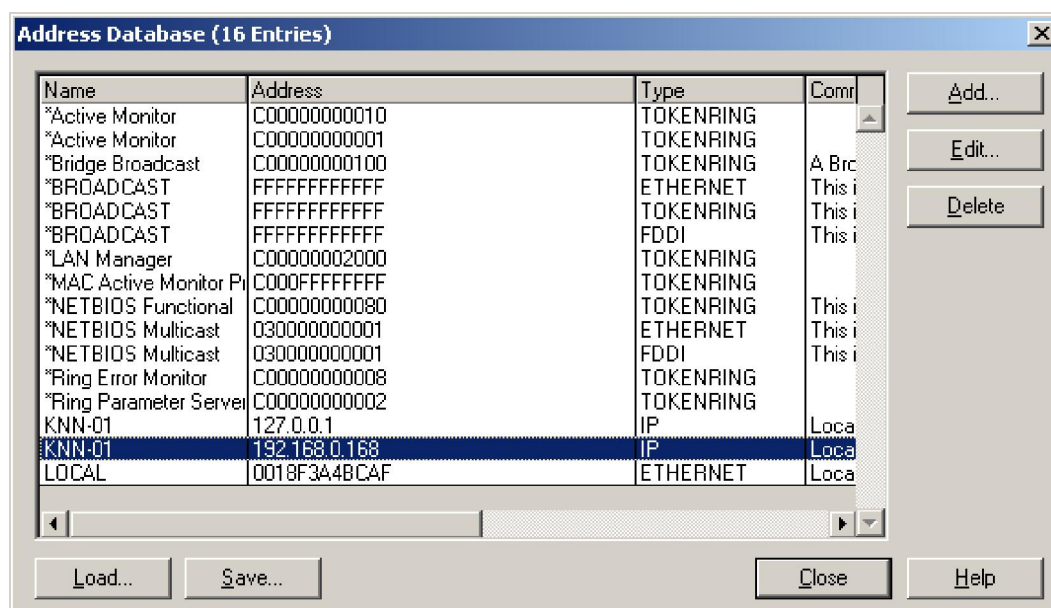 Address Database (16 Entries)
Name Address Type Comr
*Active Monitor C00000000010 TOKENRING
*Active Monitor C00000000001 TOKENRING
*Bridge Broadcast C00000000100 TOKENRING A Brc
*BROADCAST FFFFFFFFFFFF ETHERNET This i
*BROADCAST FFFFFFFFFFFF TOKENRING This i
*BROADCAST FFFFFFFFFFFF FDDI This i
*LAN Manager C00000002000 TOKENRING
*MAC Active Monitor Pr C000FFFFFFFF TOKENRING
*NETBIOS Functional C00000000080 TOKENRING This i
*NETBIOS Multicast 030000000001 ETHERNET This i
*NETBIOS Multicast 030000000001 FDDI This i
*Ring Error Monitor C00000000008 TOKENRING
*Ring Parameter Server C00000000002 TOKENRING
KNN-01 127.0.0.1 IP Loca
KNN-01 192.168.0.168 IP Loca
LOCAL 0018F3A4BCAF ETHERNET Loca
Add...
Edit...
Delete
Load... Save... Close Help